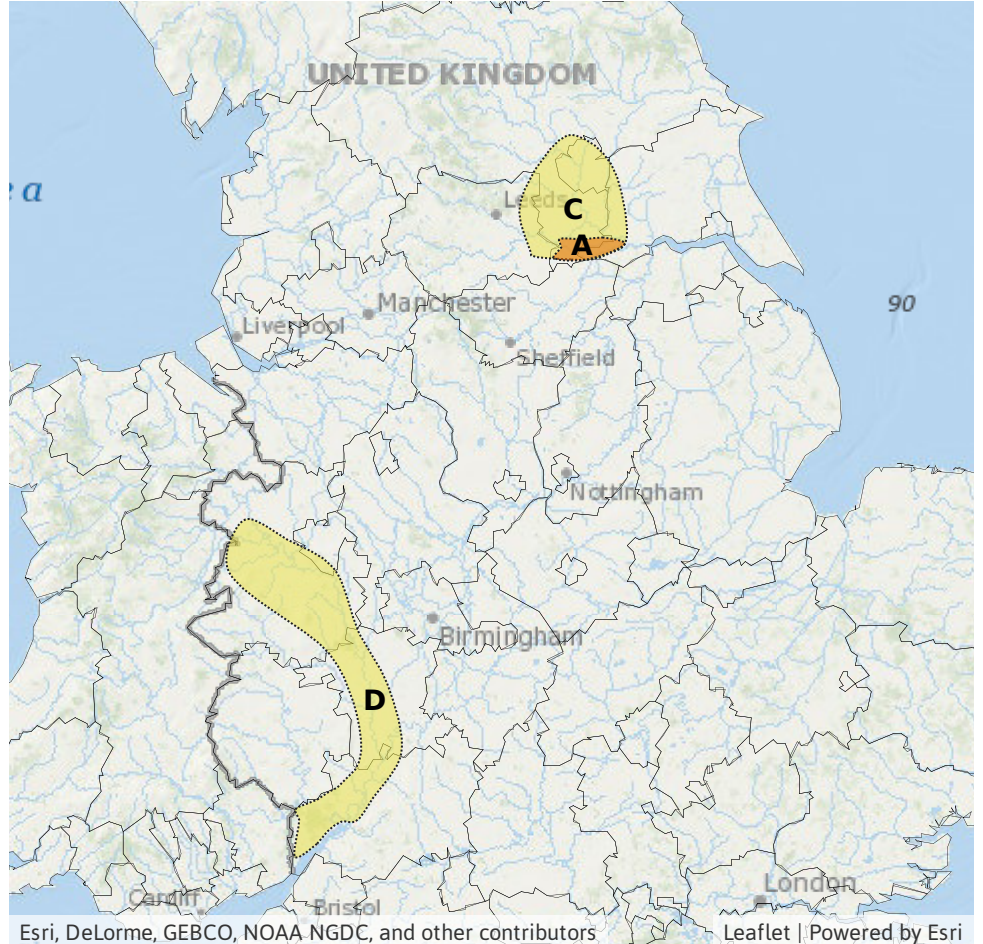 UNITED KINGDOM
e a
Leeds
C
A
90
Manchester
Liverpool
Sheffield
Nottingham
Birmingham
D
London
Cardiff
Bristol
Esri, DeLorme, GEBCO, NOAA NGDC, and other contributors
Leaflet | Powered by Esri